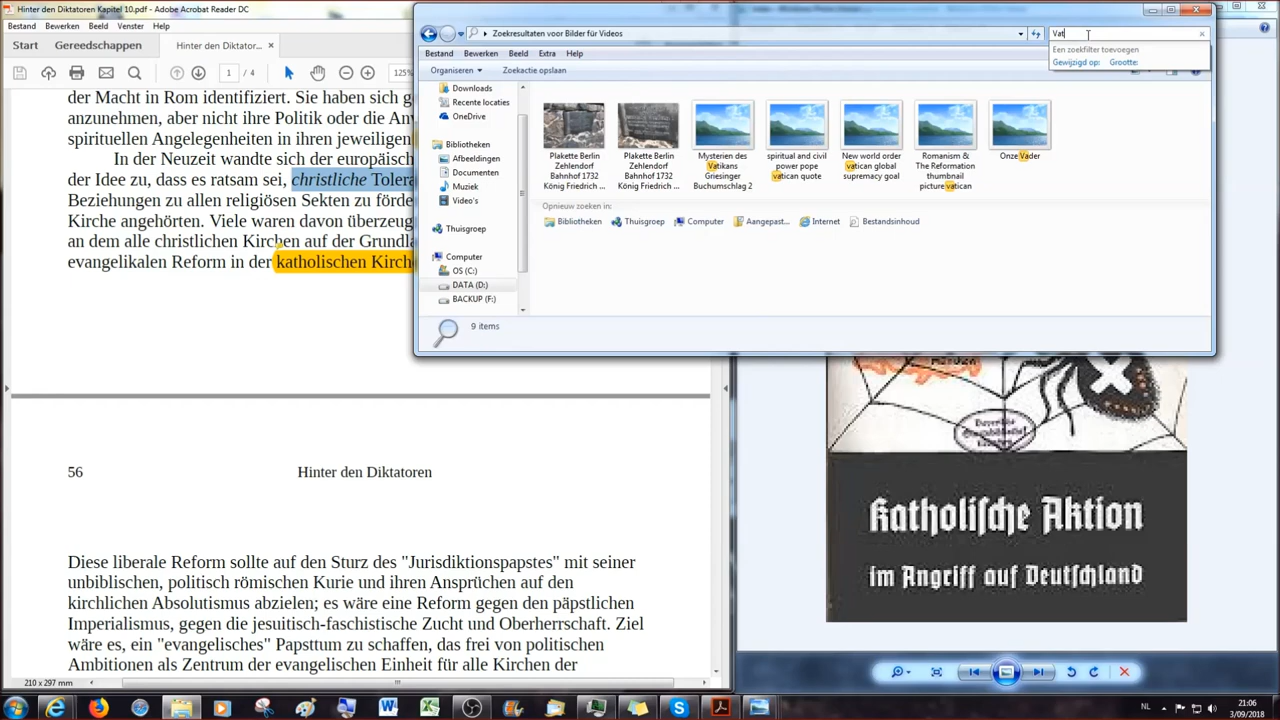 Hinter den Diktatoren Kapitel 10.pdf - Adobe Acrobat Reader DC
Bestand Bewerken Beeld Venster Help
Start Gereedschappen Hinter den Diktator... ×
1 / 4 125%
der Macht in Rom identifiziert. Sie haben sich g
anzunehmen, aber nicht ihre Politik oder die An
spirituellen Angelegenheiten in ihren jeweiligen
In der Neuzeit wandte sich der europäisch
der Idee zu, dass es ratsam sei, christliche Tolera
Beziehungen zu allen religiösen Sekten zu förde
Kirche angehörten. Viele waren davon überzeug
an dem alle christlichen Kirchen auf der Grundla
evangelikalen Reform in der katholischen Kirche
56 Hinter den Diktatoren
Diese liberale Reform sollte auf den Sturz des "Jurisdiktionspapstes" mit seiner
unbiblischen, politisch römischen Kurie und ihren Ansprüchen auf den
kirchlichen Absolutismus abzielen; es wäre eine Reform gegen den päpstlichen
Imperialismus, gegen die jesuitisch-faschistische Zucht und Oberherrschaft. Ziel
wäre es, ein "evangelisches" Papsttum zu schaffen, das frei von politischen
Ambitionen als Zentrum der evangelischen Einheit für alle Kirchen der
210 x 297 mm
Zoekresultaten voor Bilder für Videos
Vat
Een zoekfilter toevoegen
Gewijzigd op: Grootte:
Bestand Bewerken Beeld Extra Help
Organiseren Zoekactie opslaan
Downloads
Recente locaties
OneDrive
Bibliotheken
Afbeeldingen
Documenten
Muziek
Video's
Thuisgroep
Computer
OS (C:)
DATA (D:)
BACKUP (F:)
Plakette Berlin
Zehlendorf
Bahnhof 1732
König Friedrich ...
Plakette Berlin
Zehlendorf
Bahnhof 1732
König Friedrich ...
Mysterien des
Vatikans
Griesinger
Buchumschlag 2
spiritual and civil
power pope
vatican quote
New world order
vatican global
supremacy goal
Romanism &
The Reformation
thumbnail
picture vatican
Onze Vader
Opnieuw zoeken in:
Bibliotheken Thuisgroep Computer Aangepast... Internet Bestandsinhoud
9 items
Katholische Aktion
im Angriff auf Deutschland
NL
21:06
3/09/2018